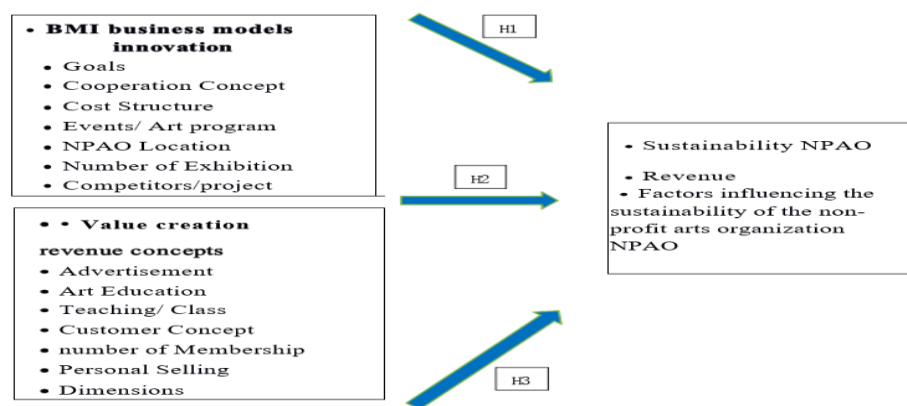 • BMI business models
innovation
• Goals
• Cooperation Concept
• Cost Structure
• Events/ Art program
• NPAO Location
• Number of Exhibition
• Competitors/project
• • Value creation
revenue concepts
• Advertisement
• Art Education
• Teaching/ Class
• Customer Concept
• number of Membership
• Personal Selling
• Dimensions
H1
H2
H3
• Sustainability NPAO
• Revenue
• Factors influencing the
sustainability of the non-
profit arts organization
NPAO